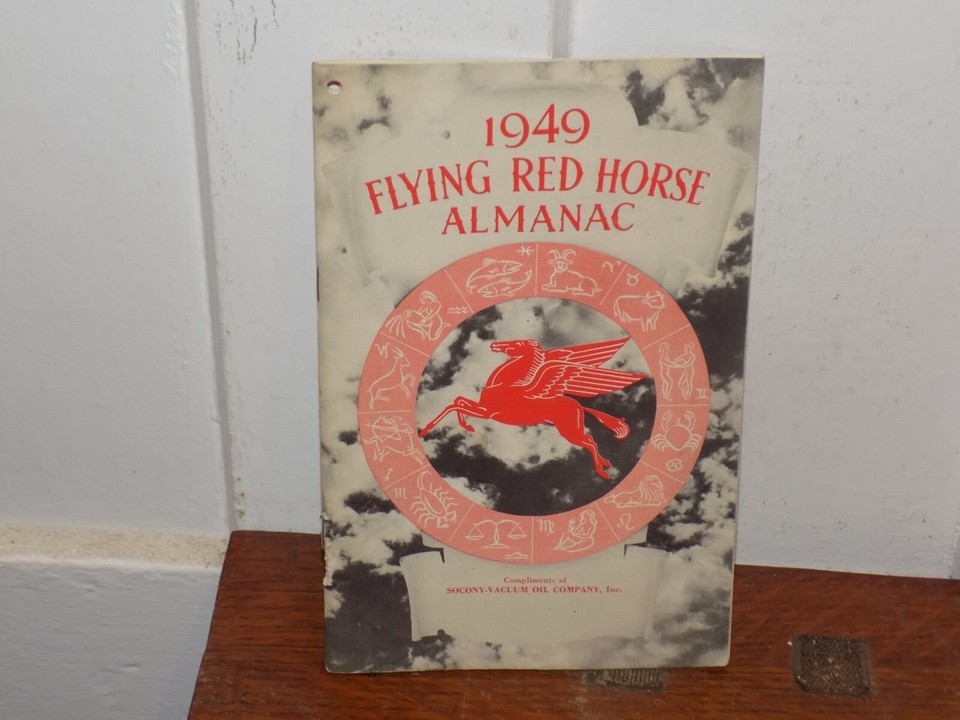 1949
FLYING RED HORSE
ALMANAC
Compliments of
SOCONY-VACUUM OIL COMPANY, Inc.